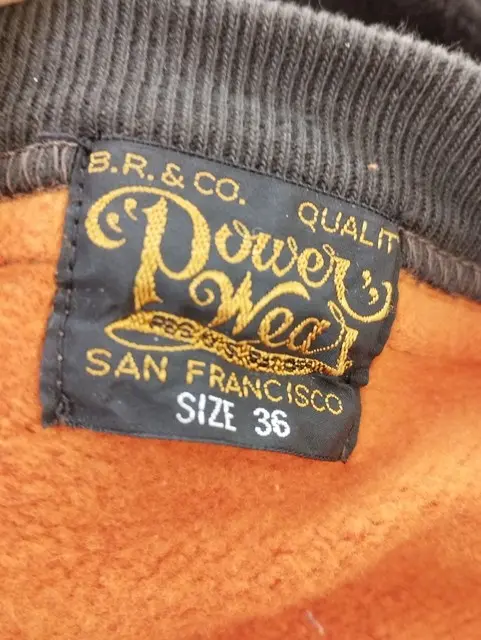 B.R. & CO.
QUALIT
"Power
Wear"
SAN FRANCISCO
SIZE 36